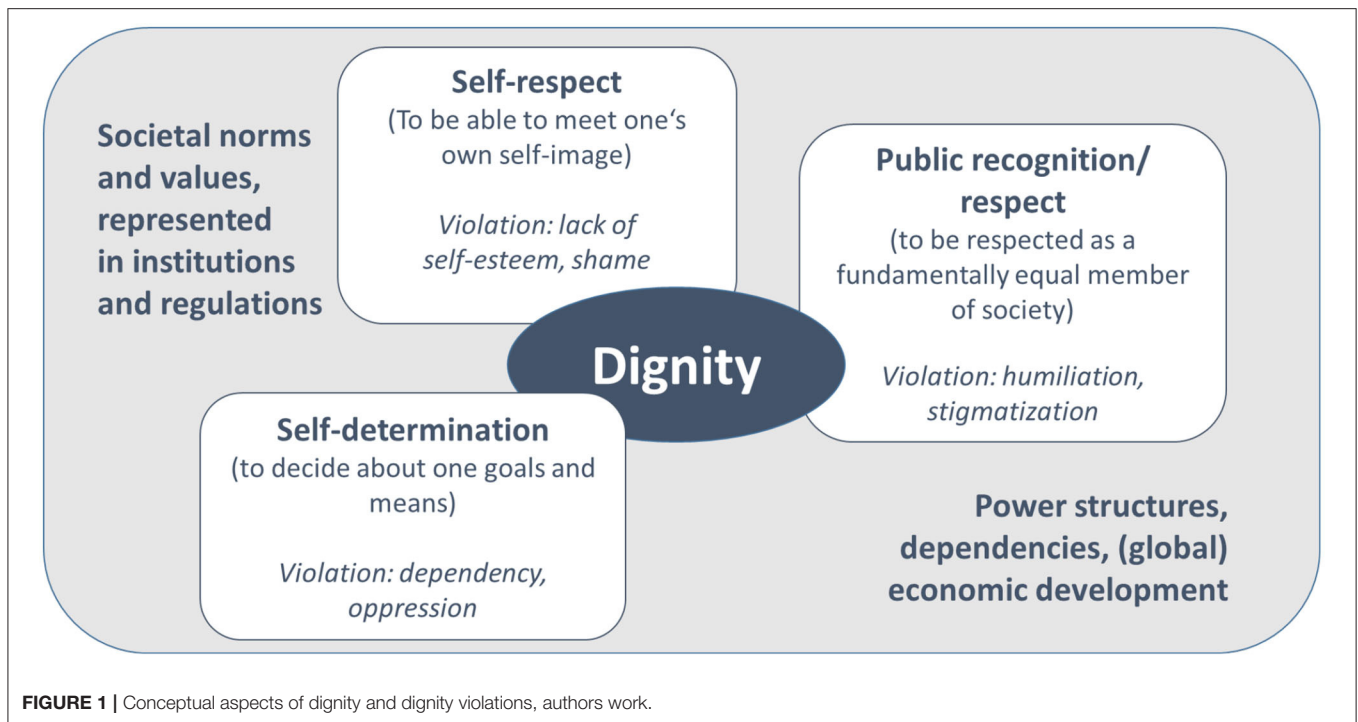 Societal norms
and values,
represented
in institutions
and regulations
Self-respect
(To be able to meet one‘s
own self-image)
Violation: lack of
self-esteem, shame
Public recognition/
respect
(to be respected as a
fundamentally equal member
of society)
Violation: humiliation,
stigmatization
Dignity
Self-determination
(to decide about one goals and
means)
Violation: dependency,
oppression
Power structures,
dependencies, (global)
economic development
FIGURE 1 | Conceptual aspects of dignity and dignity violations, authors work.